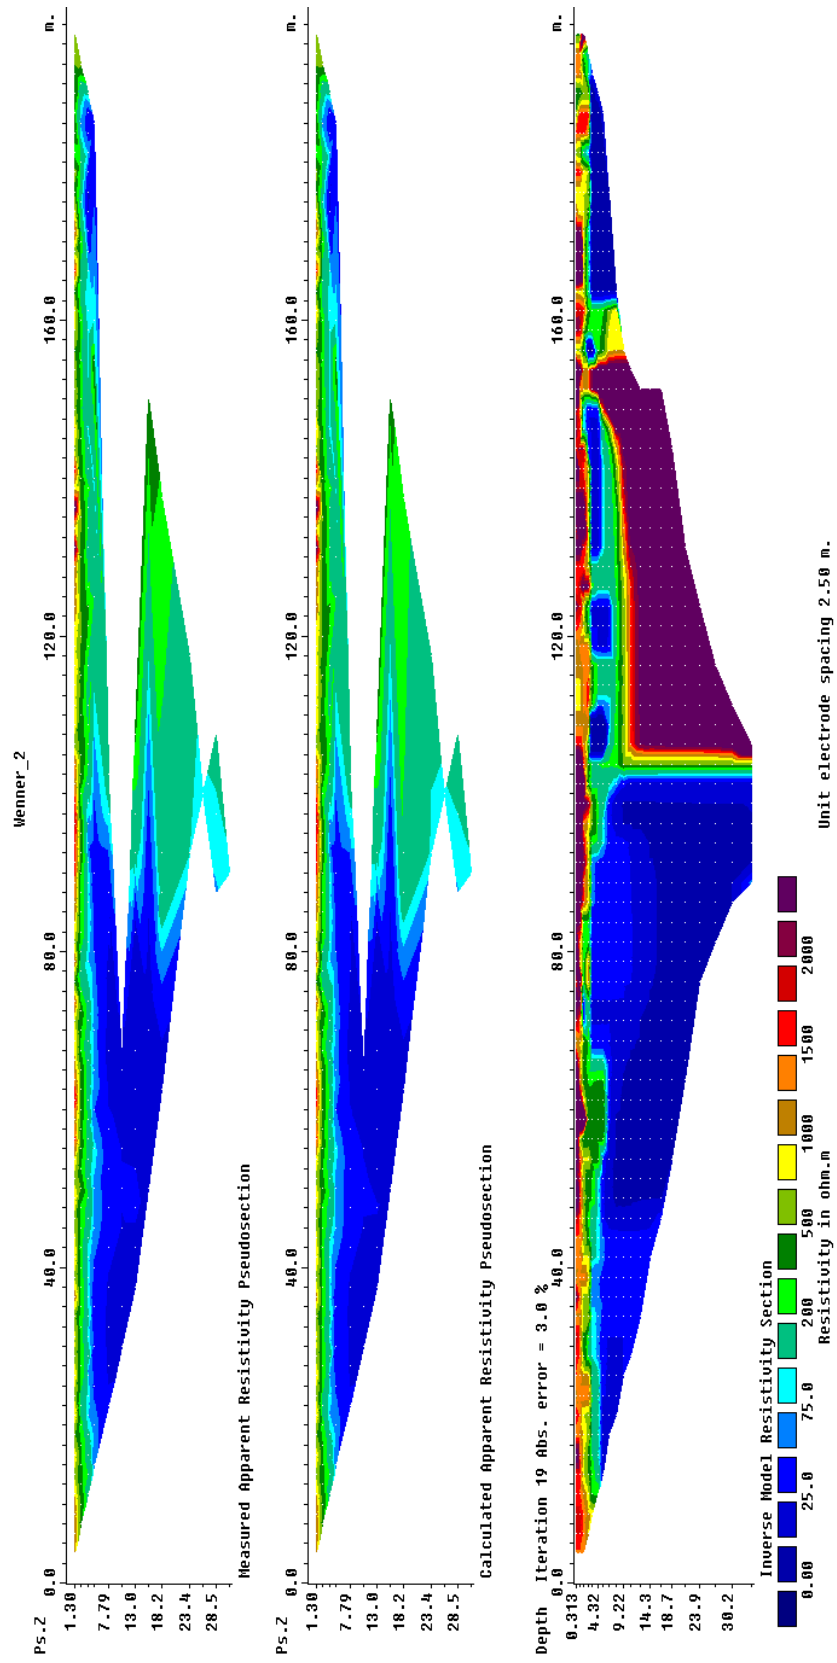 Wenner_2
Ps.Z 0.0 40.0 80.0 120.0 160.0 m.
1.30
7.79
13.0
18.2
23.4
28.5
Measured Apparent Resistivity Pseudosection
Ps.Z 0.0 40.0 80.0 120.0 160.0 m.
1.30
7.79
13.0
18.2
23.4
28.5
Calculated Apparent Resistivity Pseudosection
Depth Iteration 19 Abs. error = 3.0 %
0.0 40.0 80.0 120.0 160.0 m.
0.313
4.32
9.22
14.3
18.7
23.9
30.2
Inverse Model Resistivity Section
0.00 25.0 75.0 200 500 1000 1500 2000
Resistivity in ohm.m
Unit electrode spacing 2.50 m.